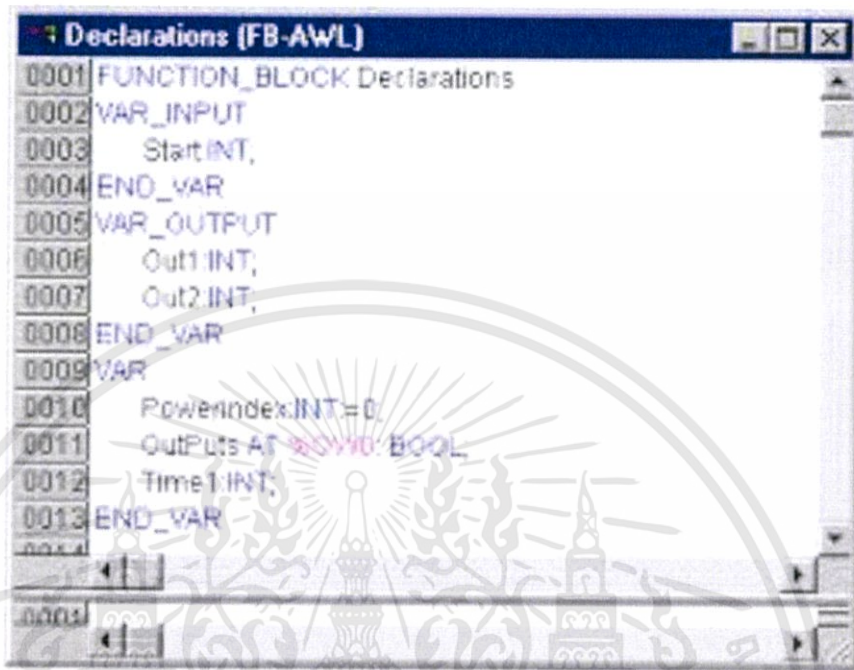 Declarations (FB-AWL)
0001 FUNCTION_BLOCK Declarations
0002 VAR_INPUT
0003 Start:INT;
0004 END_VAR
0005 VAR_OUTPUT
0006 Out1:INT;
0007 Out2:INT;
0008 END_VAR
0009 VAR
0010 Powerindex:INT:=0;
0011 OutPuts AT %QW0: BOOL;
0012 Time1:INT;
0013 END_VAR
0014
0001